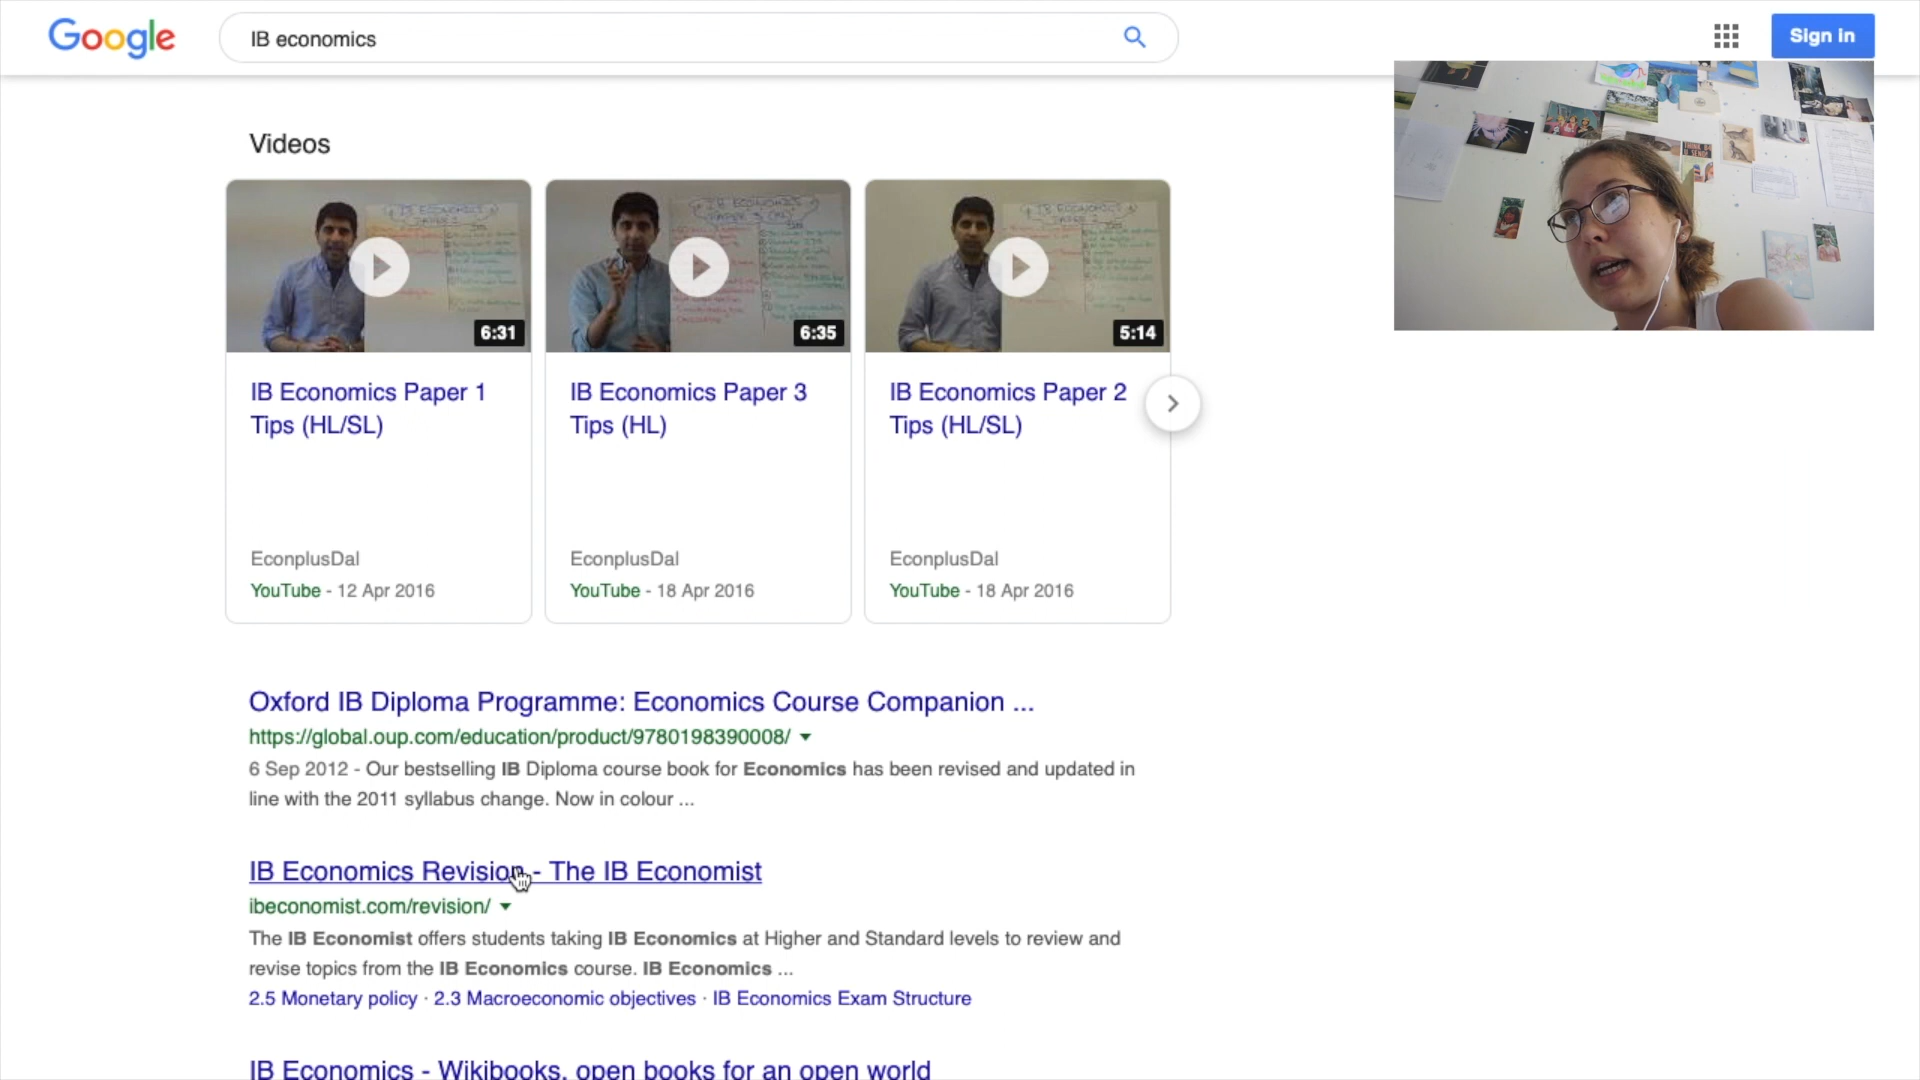 Google
IB economics
Sign in
Videos
6:31
6:35
5:14
IB Economics Paper 1
Tips (HL/SL)
EconplusDal
YouTube - 12 Apr 2016
IB Economics Paper 3
Tips (HL)
EconplusDal
YouTube - 18 Apr 2016
IB Economics Paper 2
Tips (HL/SL)
EconplusDal
YouTube - 18 Apr 2016
Oxford IB Diploma Programme: Economics Course Companion ...
https://global.oup.com/education/product/9780198390008/
6 Sep 2012 - Our bestselling IB Diploma course book for Economics has been revised and updated in
line with the 2011 syllabus change. Now in colour ...
IB Economics Revision - The IB Economist
ibeconomist.com/revision/
The IB Economist offers students taking IB Economics at Higher and Standard levels to review and
revise topics from the IB Economics course. IB Economics ...
2.5 Monetary policy · 2.3 Macroeconomic objectives · IB Economics Exam Structure
IB Economics - Wikibooks, open books for an open world